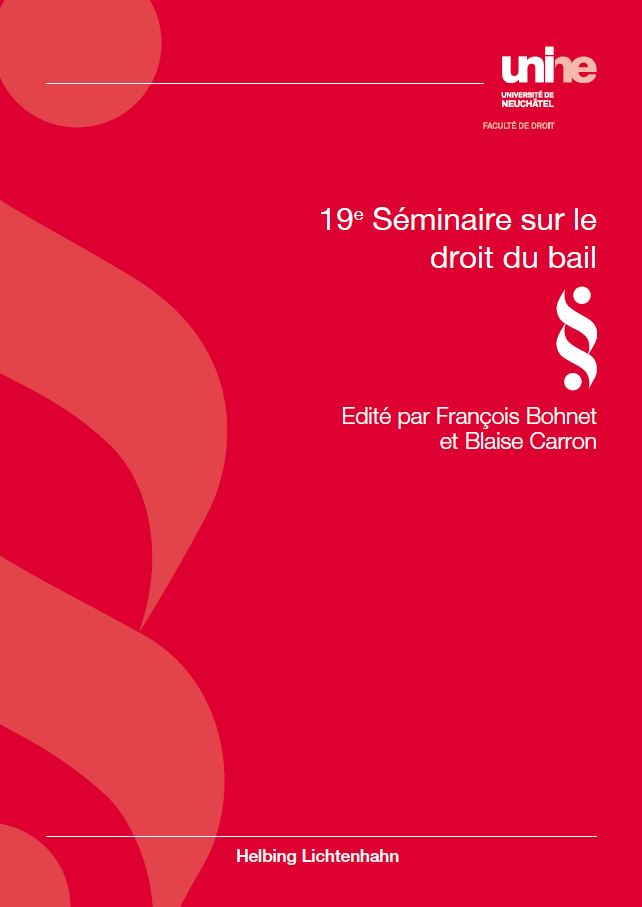 unine
UNIVERSITÉ DE
NEUCHÂTEL
FACULTÉ DE DROIT
19e Séminaire sur le
droit du bail
§
Edité par François Bohnet
et Blaise Carron
Helbing Lichtenhahn